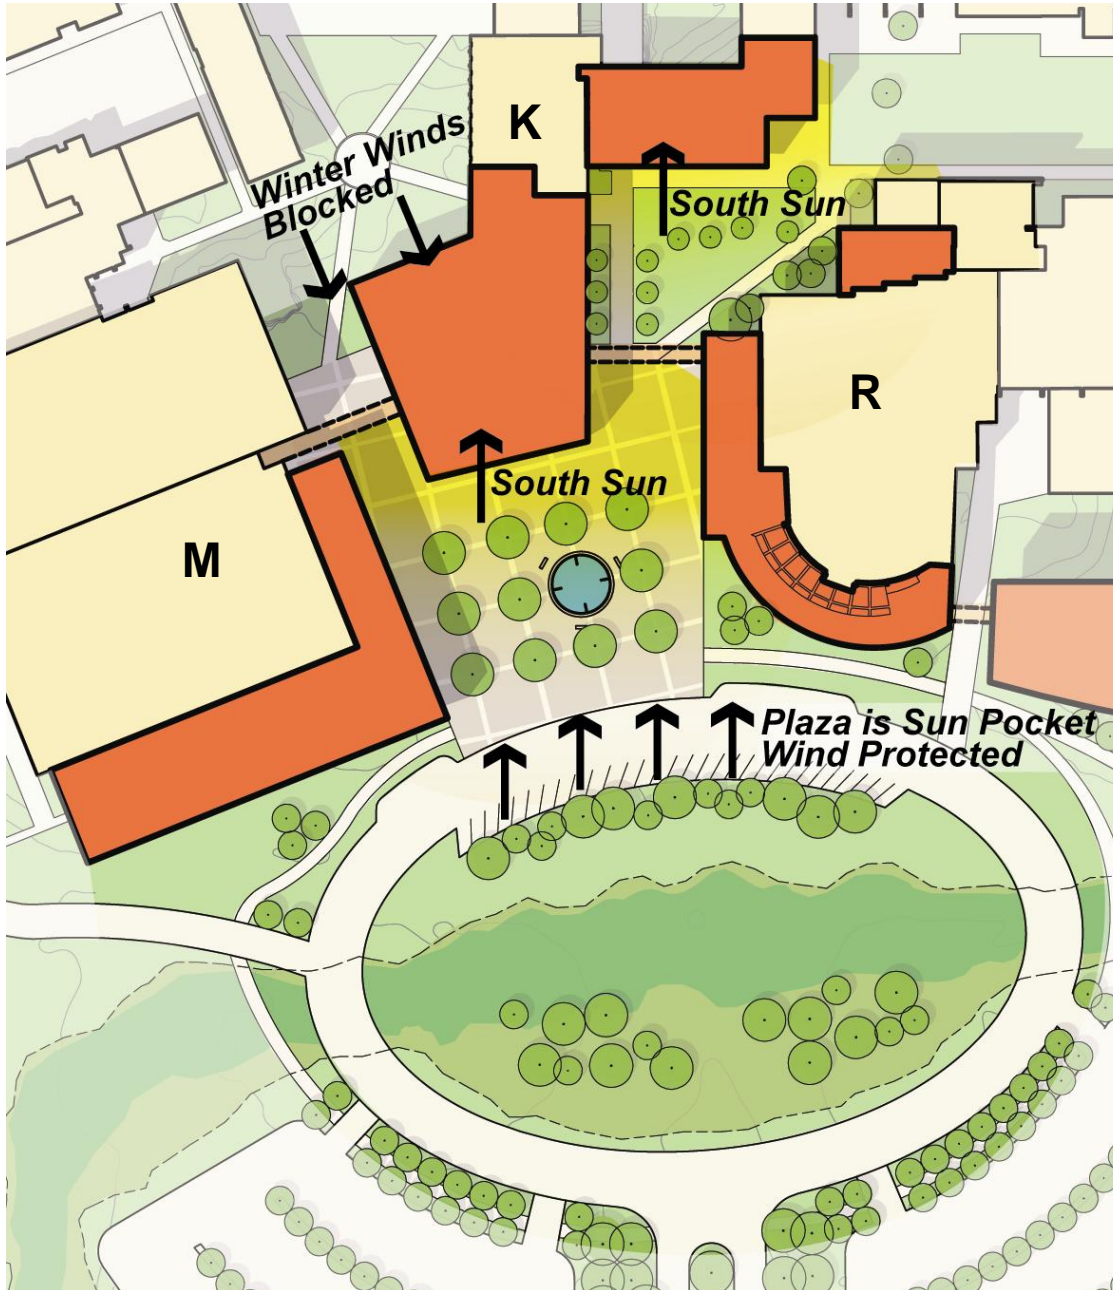 K
Winter Winds
Blocked
South Sun
R
South Sun
M
Plaza is Sun Pocket
Wind Protected